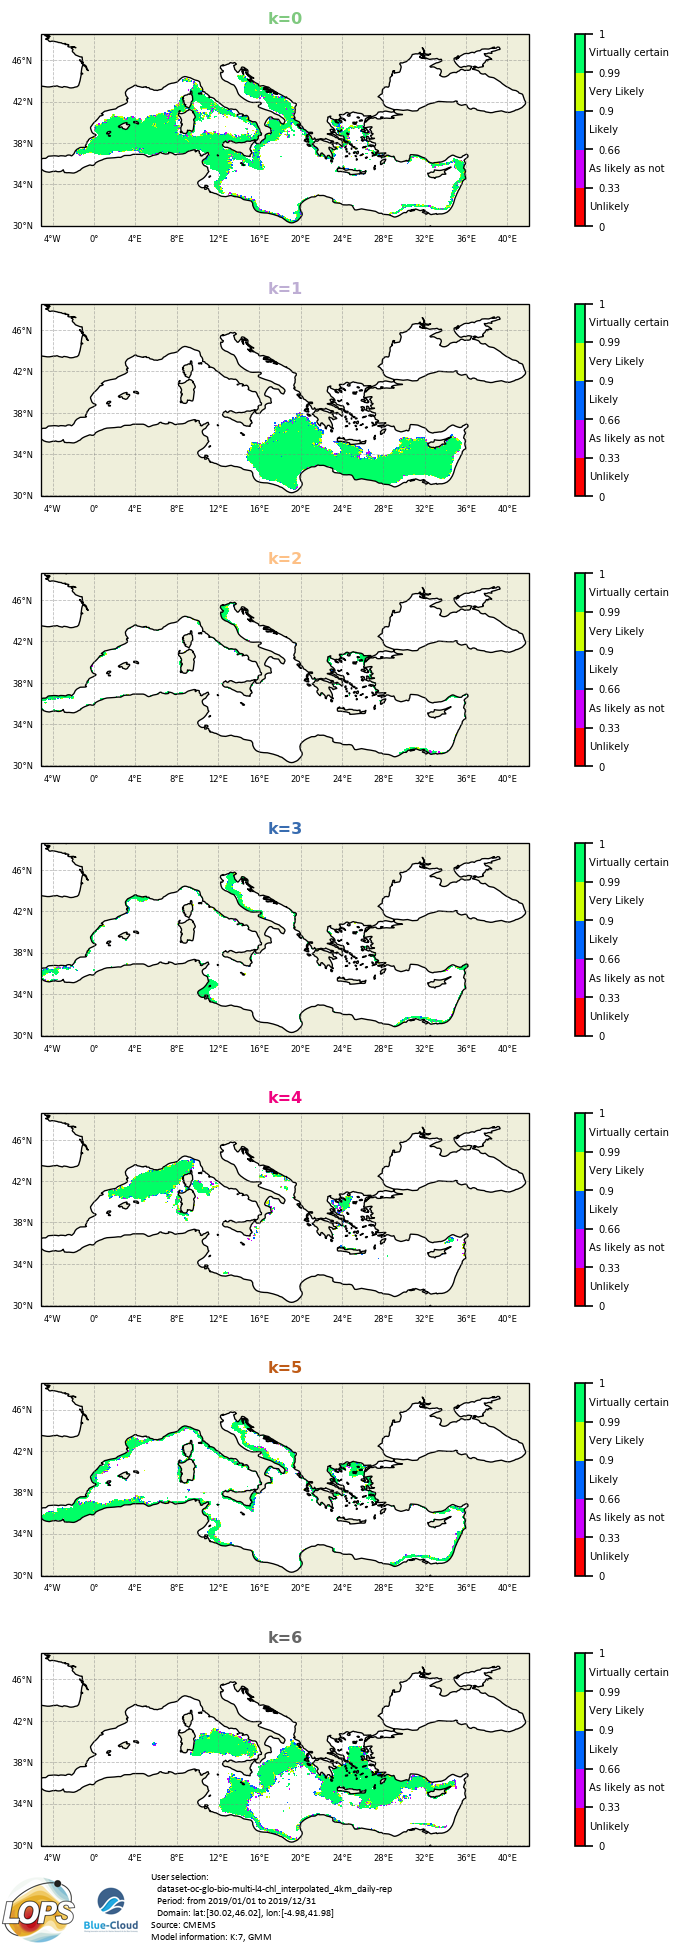 k=0
46°N
42°N
38°N
34°N
30°N
4°W 0° 4°E 8°E 12°E 16°E 20°E 24°E 28°E 32°E 36°E 40°E
1
Virtually certain
0.99
Very Likely
0.9
Likely
0.66
As likely as not
0.33
Unlikely
0
k=1
46°N
42°N
38°N
34°N
30°N
4°W 0° 4°E 8°E 12°E 16°E 20°E 24°E 28°E 32°E 36°E 40°E
1
Virtually certain
0.99
Very Likely
0.9
Likely
0.66
As likely as not
0.33
Unlikely
0
k=2
46°N
42°N
38°N
34°N
30°N
4°W 0° 4°E 8°E 12°E 16°E 20°E 24°E 28°E 32°E 36°E 40°E
1
Virtually certain
0.99
Very Likely
0.9
Likely
0.66
As likely as not
0.33
Unlikely
0
k=3
46°N
42°N
38°N
34°N
30°N
4°W 0° 4°E 8°E 12°E 16°E 20°E 24°E 28°E 32°E 36°E 40°E
1
Virtually certain
0.99
Very Likely
0.9
Likely
0.66
As likely as not
0.33
Unlikely
0
k=4
46°N
42°N
38°N
34°N
30°N
4°W 0° 4°E 8°E 12°E 16°E 20°E 24°E 28°E 32°E 36°E 40°E
1
Virtually certain
0.99
Very Likely
0.9
Likely
0.66
As likely as not
0.33
Unlikely
0
k=5
46°N
42°N
38°N
34°N
30°N
4°W 0° 4°E 8°E 12°E 16°E 20°E 24°E 28°E 32°E 36°E 40°E
1
Virtually certain
0.99
Very Likely
0.9
Likely
0.66
As likely as not
0.33
Unlikely
0
k=6
46°N
42°N
38°N
34°N
30°N
4°W 0° 4°E 8°E 12°E 16°E 20°E 24°E 28°E 32°E 36°E 40°E
1
Virtually certain
0.99
Very Likely
0.9
Likely
0.66
As likely as not
0.33
Unlikely
0
LOPS
Blue-Cloud
User selection:
dataset-oc-glo-bio-multi-l4-chl_interpolated_4km_daily-rep
Period: from 2019/01/01 to 2019/12/31
Domain: lat:[30.02,46.02], lon:[-4.98,41.98]
Source: CMEMS
Model information: K:7, GMM